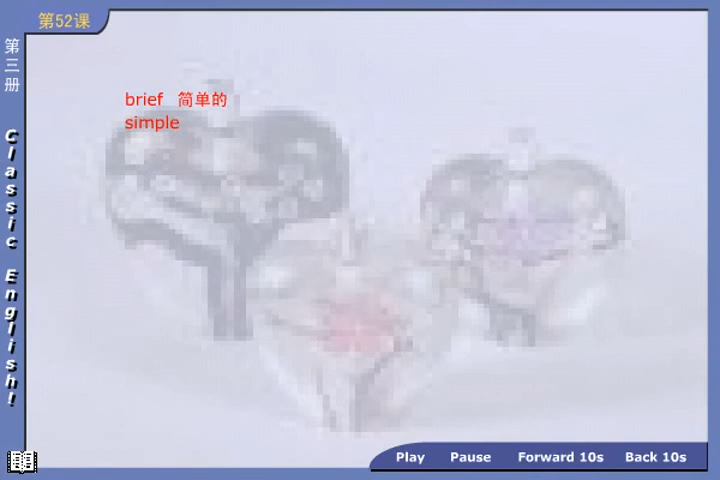 第52课
第三册
Classic English!
brief 简单的
simple
Play Pause Forward 10s Back 10s